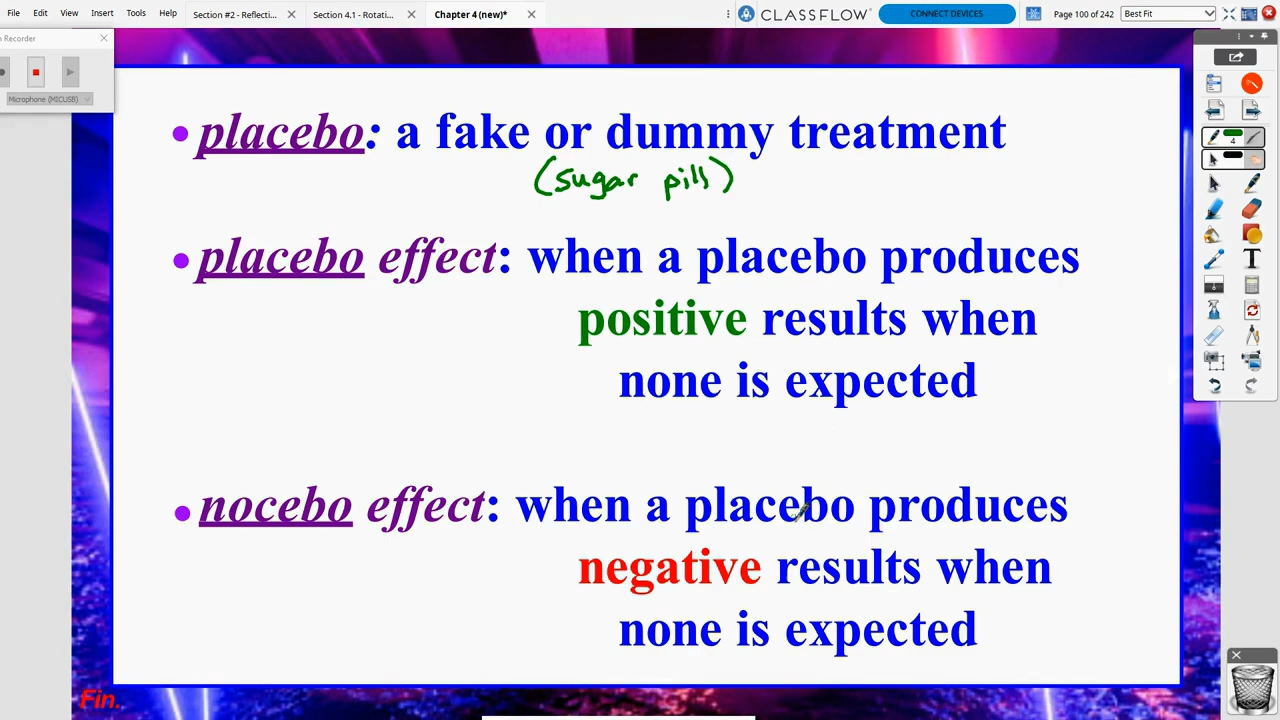 File Edit View Insert Tools Help
Section #2 - Reflecti...
Section 4.1 - Rotati...
Chapter 4 (new)*
CLASSFLOW
CONNECT DEVICES
Page 100 of 242
Best Fit
Recorder
Microphone (MICUSB)
4
• placebo: a fake or dummy treatment
(sugar pill)
• placebo effect: when a placebo produces
positive results when
none is expected
• nocebo effect: when a placebo produces
negative results when
none is expected
Fin.